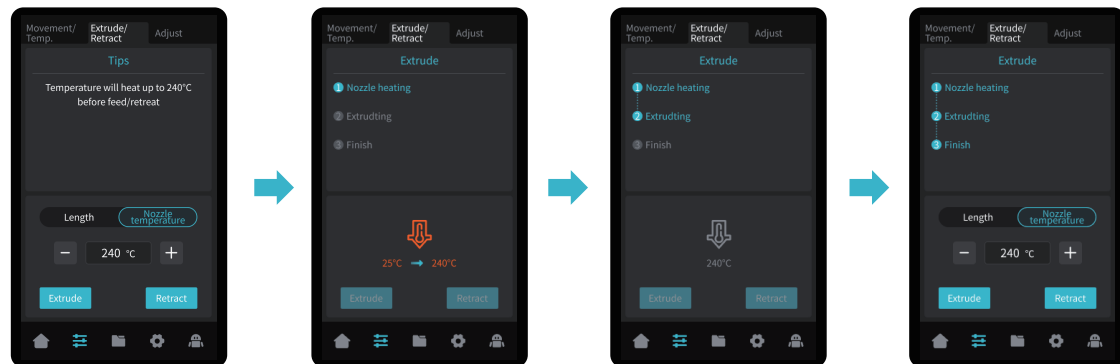 Movement/ Temp.
Extrude/ Retract
Adjust
Tips
Temperature will heat up to 240°C
before feed/retreat
Length
Nozzle temperature
− 240 °C +
Extrude
Retract
Movement/ Temp.
Extrude/ Retract
Adjust
Extrude
1 Nozzle heating
2 Extrudting
3 Finish
25°C 240°C
Extrude
Retract
Movement/ Temp.
Extrude/ Retract
Adjust
Extrude
1 Nozzle heating
2 Extrudting
3 Finish
240°C
Extrude
Retract
Movement/ Temp.
Extrude/ Retract
Adjust
Extrude
1 Nozzle heating
2 Extrudting
3 Finish
Length
Nozzle temperature
− 240 °C +
Extrude
Retract